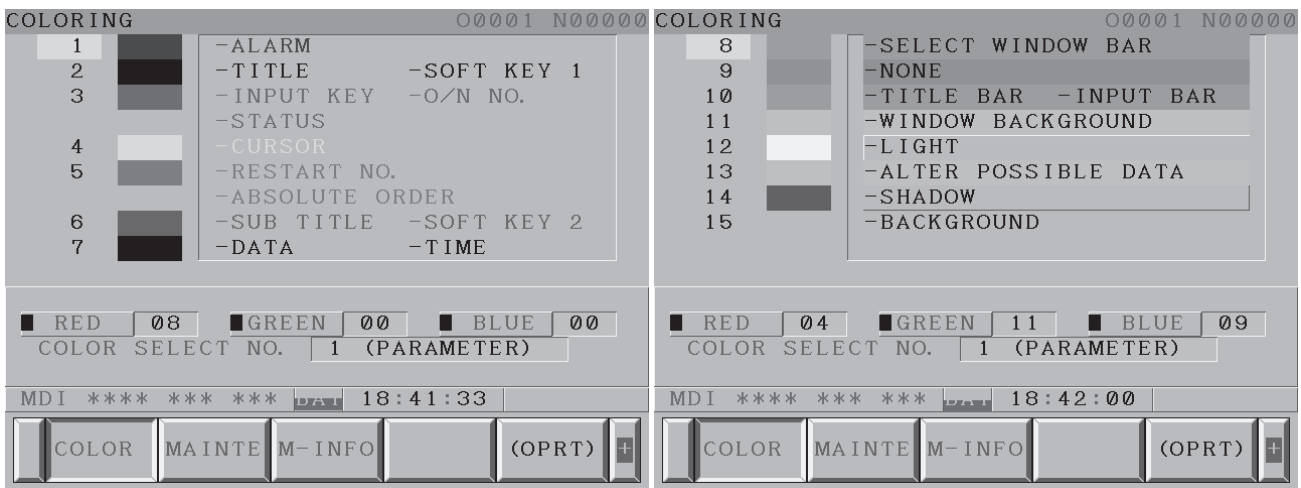 COLORING O0001 N00000
1 -ALARM
2 -TITLE -SOFT KEY 1
3 -INPUT KEY -O/N NO.
-STATUS
4 -CURSOR
5 -RESTART NO.
-ABSOLUTE ORDER
6 -SUB TITLE -SOFT KEY 2
7 -DATA -TIME
RED 08 GREEN 00 BLUE 00
COLOR SELECT NO. 1 (PARAMETER)
MDI **** *** *** BAT 18:41:33
COLOR MAINTE M-INFO (OPRT) +
COLORING O0001 N00000
8 -SELECT WINDOW BAR
9 -NONE
10 -TITLE BAR -INPUT BAR
11 -WINDOW BACKGROUND
12 -LIGHT
13 -ALTER POSSIBLE DATA
14 -SHADOW
15 -BACKGROUND
RED 04 GREEN 11 BLUE 09
COLOR SELECT NO. 1 (PARAMETER)
MDI **** *** *** BAT 18:42:00
COLOR MAINTE M-INFO (OPRT) +